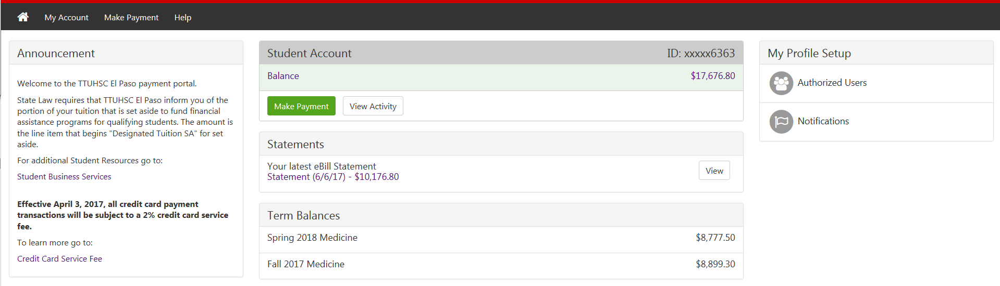 My Account Make Payment Help
Announcement
Welcome to the TTUHSC El Paso payment portal.
State Law requires that TTUHSC El Paso inform you of the
portion of your tuition that is set aside to fund financial
assistance programs for qualifying students. The amount is
the line item that begins "Designated Tuition SA" for set
aside.
For additional Student Resources go to:
Student Business Services
Effective April 3, 2017, all credit card payment
transactions will be subject to a 2% credit card service
fee.
To learn more go to:
Credit Card Service Fee
Student Account ID: xxxxx6363
Balance $17,676.80
Make Payment View Activity
Statements
Your latest eBill Statement
Statement (6/6/17) - $10,176.80
View
Term Balances
Spring 2018 Medicine $8,777.50
Fall 2017 Medicine $8,899.30
My Profile Setup
Authorized Users
Notifications